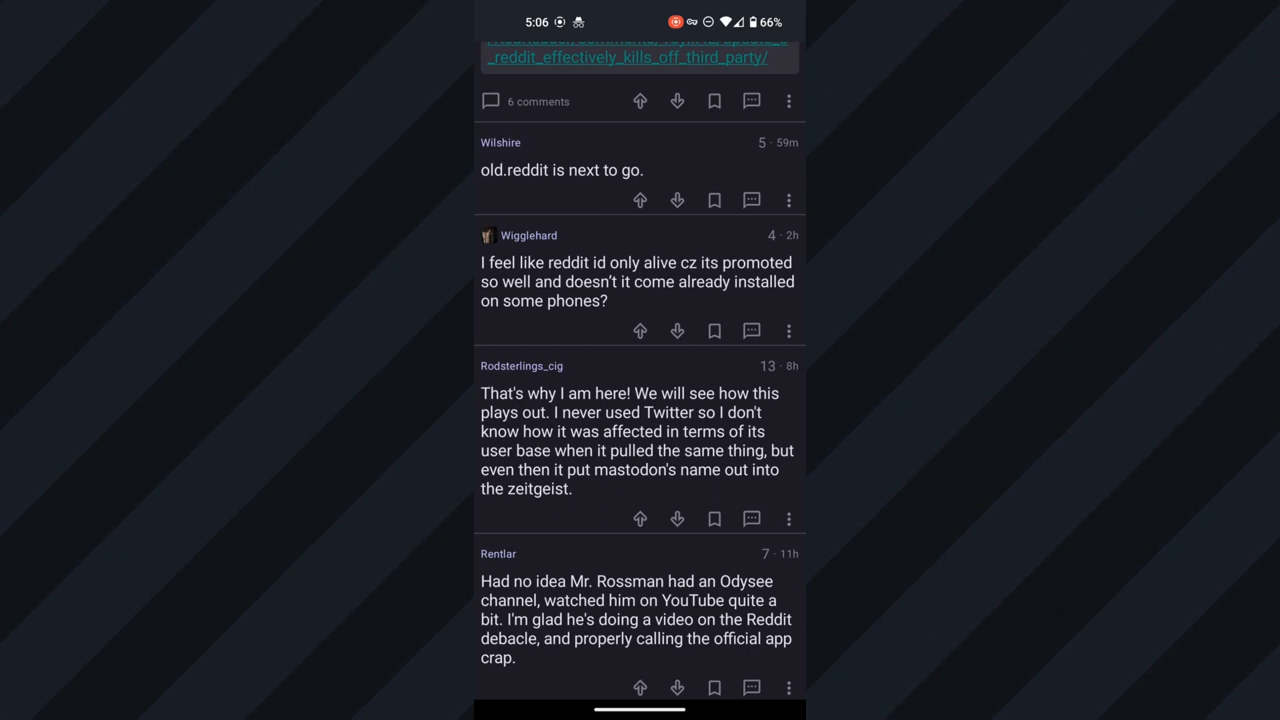 5:06
66%
_reddit_effectively_kills_off_third_party/
6 comments
Wilshire
5 · 59m
old.reddit is next to go.
Wigglehard
4 · 2h
I feel like reddit id only alive cz its promoted
so well and doesn't it come already installed
on some phones?
Rodsterlings_cig
13 · 8h
That's why I am here! We will see how this
plays out. I never used Twitter so I don't
know how it was affected in terms of its
user base when it pulled the same thing, but
even then it put mastodon's name out into
the zeitgeist.
Rentlar
7 · 11h
Had no idea Mr. Rossman had an Odysee
channel, watched him on YouTube quite a
bit. I'm glad he's doing a video on the Reddit
debacle, and properly calling the official app
crap.